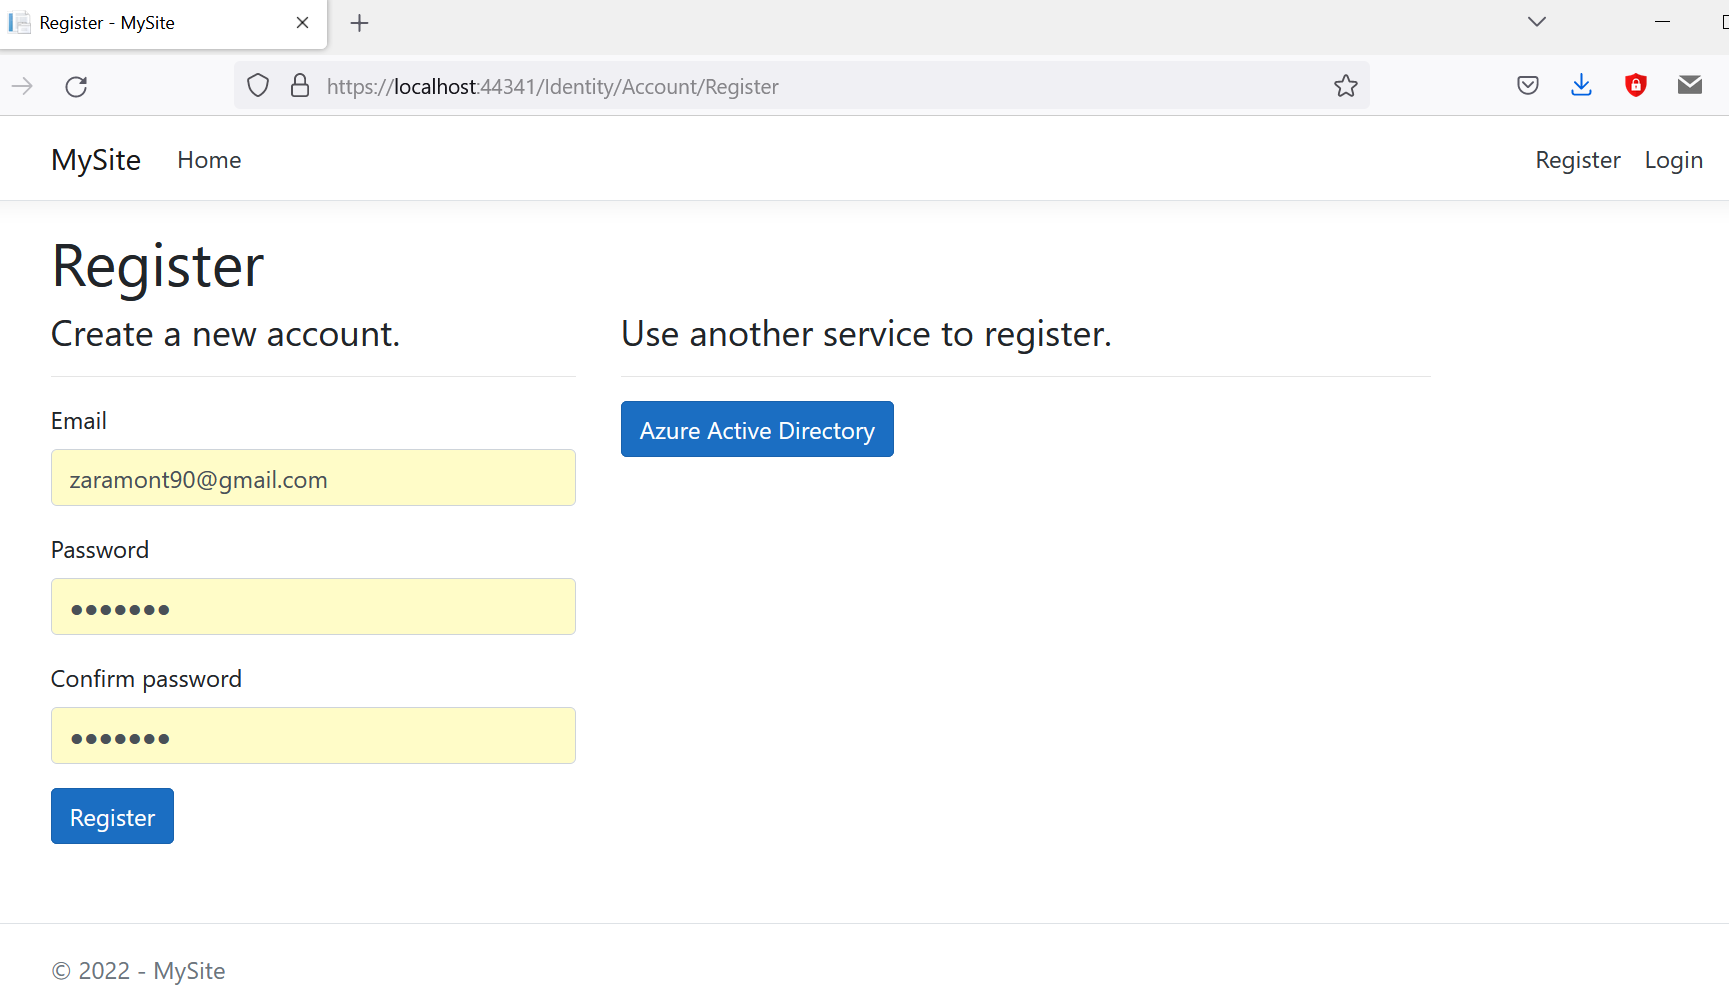 Register - MySite
https://localhost:44341/Identity/Account/Register
MySite Home Register Login
Register
Create a new account.
Use another service to register.
Email
Azure Active Directory
zaramont90@gmail.com
Password
●●●●●●●
Confirm password
●●●●●●●
Register
© 2022 - MySite